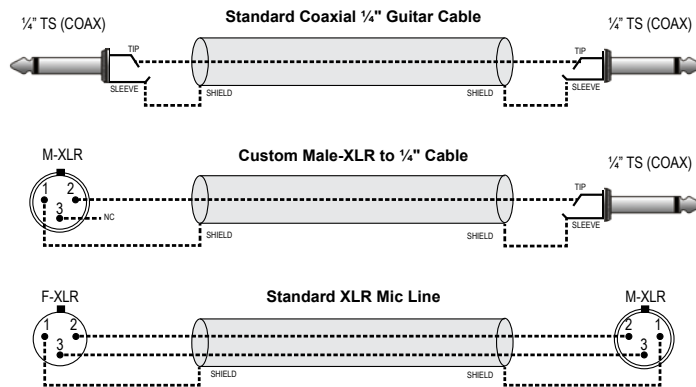 Standard Coaxial ¼" Guitar Cable
¼” TS (COAX)
¼” TS (COAX)
TIP
TIP
SLEEVE
SLEEVE
SHIELD
SHIELD
Custom Male-XLR to ¼" Cable
M-XLR
¼” TS (COAX)
1
2
3
NC
TIP
SLEEVE
SHIELD
SHIELD
Standard XLR Mic Line
F-XLR
M-XLR
1
2
3
2
1
3
SHIELD
SHIELD